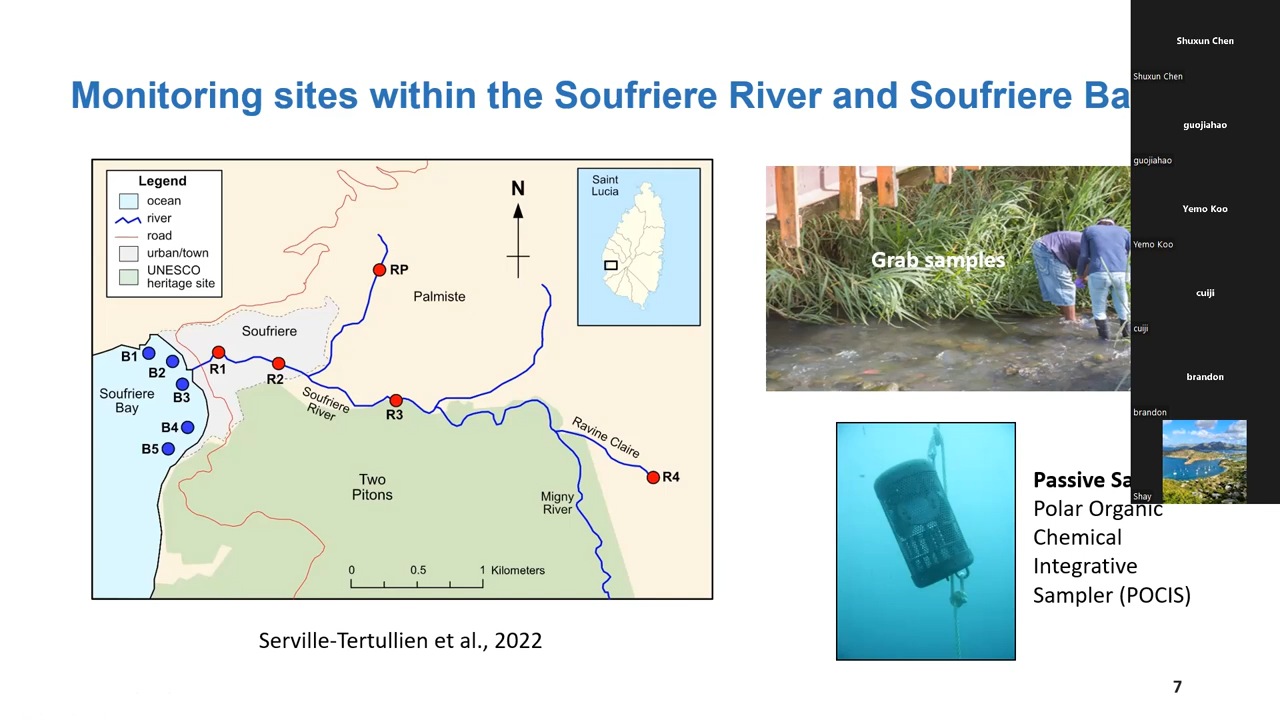 Monitoring sites within the Soufriere River and Soufriere Ba
Legend
ocean
river
road
urban/town
UNESCO
heritage site
N
Saint
Lucia
RP
Palmiste
Soufriere
B1
B2
B3
B4
B5
R1
R2
R3
R4
Soufriere
Bay
Soufriere
River
Ravine Claire
Two
Pitons
Migny
River
0 0.5 1 Kilometers
Serville-Tertullien et al., 2022
Grab samples
Passive Sa
Polar Organic
Chemical
Integrative
Sampler (POCIS)
7
Shuxun Chen
Shuxun Chen
guojiahao
guojiahao
Yemo Koo
Yemo Koo
cuiji
cuiji
brandon
brandon
Shay